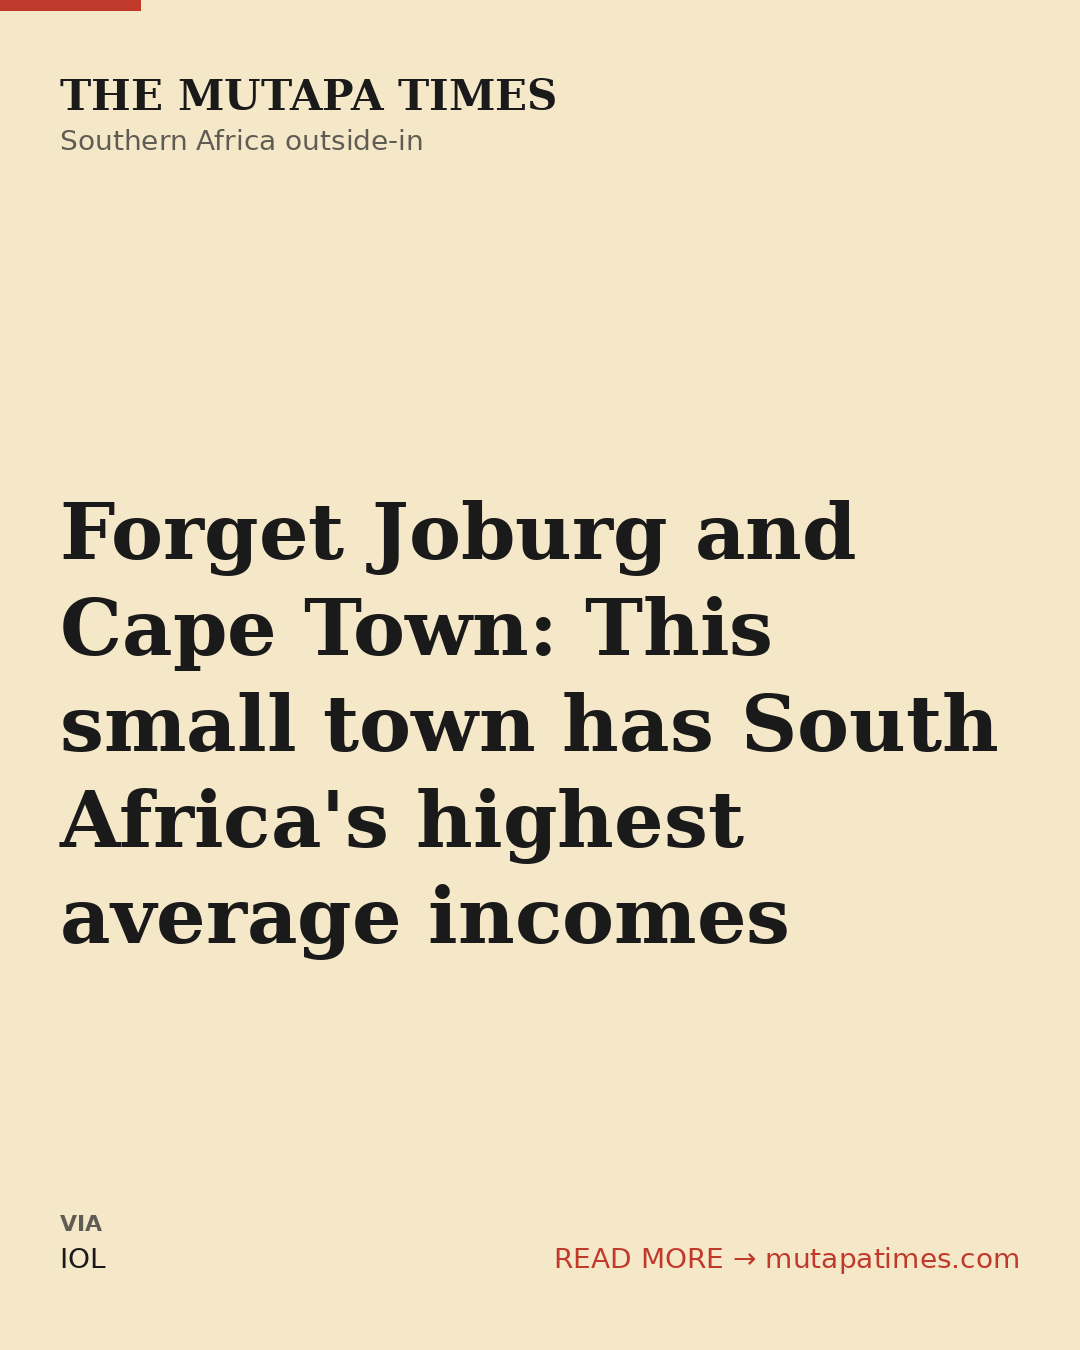 THE MUTAPA TIMES
Southern Africa outside-in
Forget Joburg and
Cape Town: This
small town has South
Africa's highest
average incomes
VIA
IOL
READ MORE → mutapatimes.com